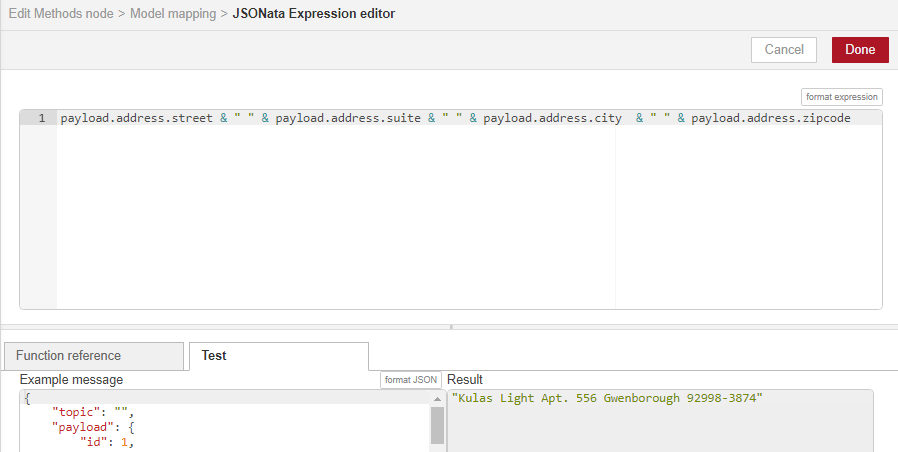 Edit Methods node > Model mapping > JSONata Expression editor
Cancel Done
format expression
1 payload.address.street & " " & payload.address.suite & " " & payload.address.city  & " " & payload.address.zipcode
Function reference Test
Example message format JSON Result
{ "Kulas Light Apt. 556 Gwenborough 92998-3874"
"topic": "",
"payload": {
"id": 1,